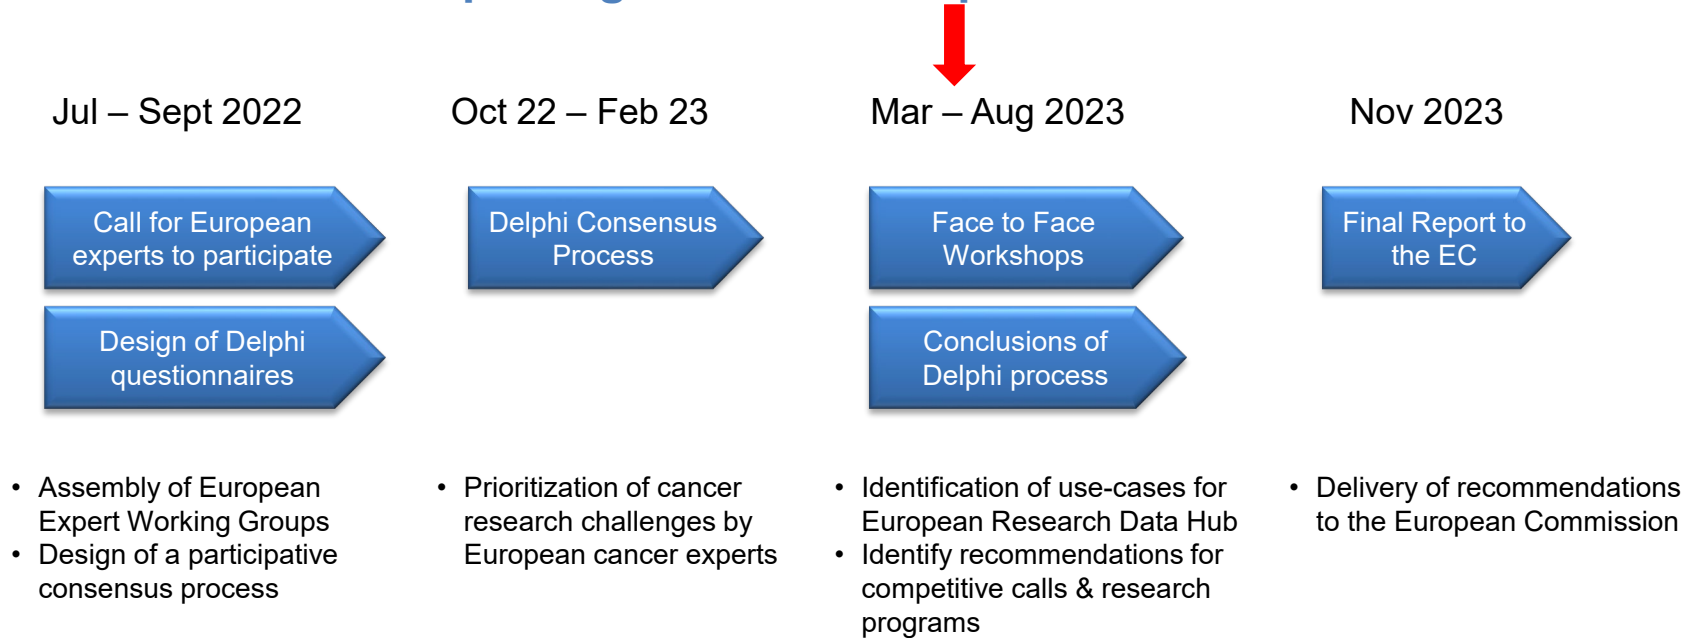 Jul – Sept 2022
Oct 22 – Feb 23
Mar – Aug 2023
Nov 2023
Call for European
experts to participate
Delphi Consensus
Process
Face to Face
Workshops
Final Report to
the EC
Design of Delphi
questionnaires
Conclusions of
Delphi process
• Assembly of European
Expert Working Groups
• Design of a participative
consensus process
• Prioritization of cancer
research challenges by
European cancer experts
• Identification of use-cases for
European Research Data Hub
• Identify recommendations for
competitive calls & research
programs
• Delivery of recommendations
to the European Commission